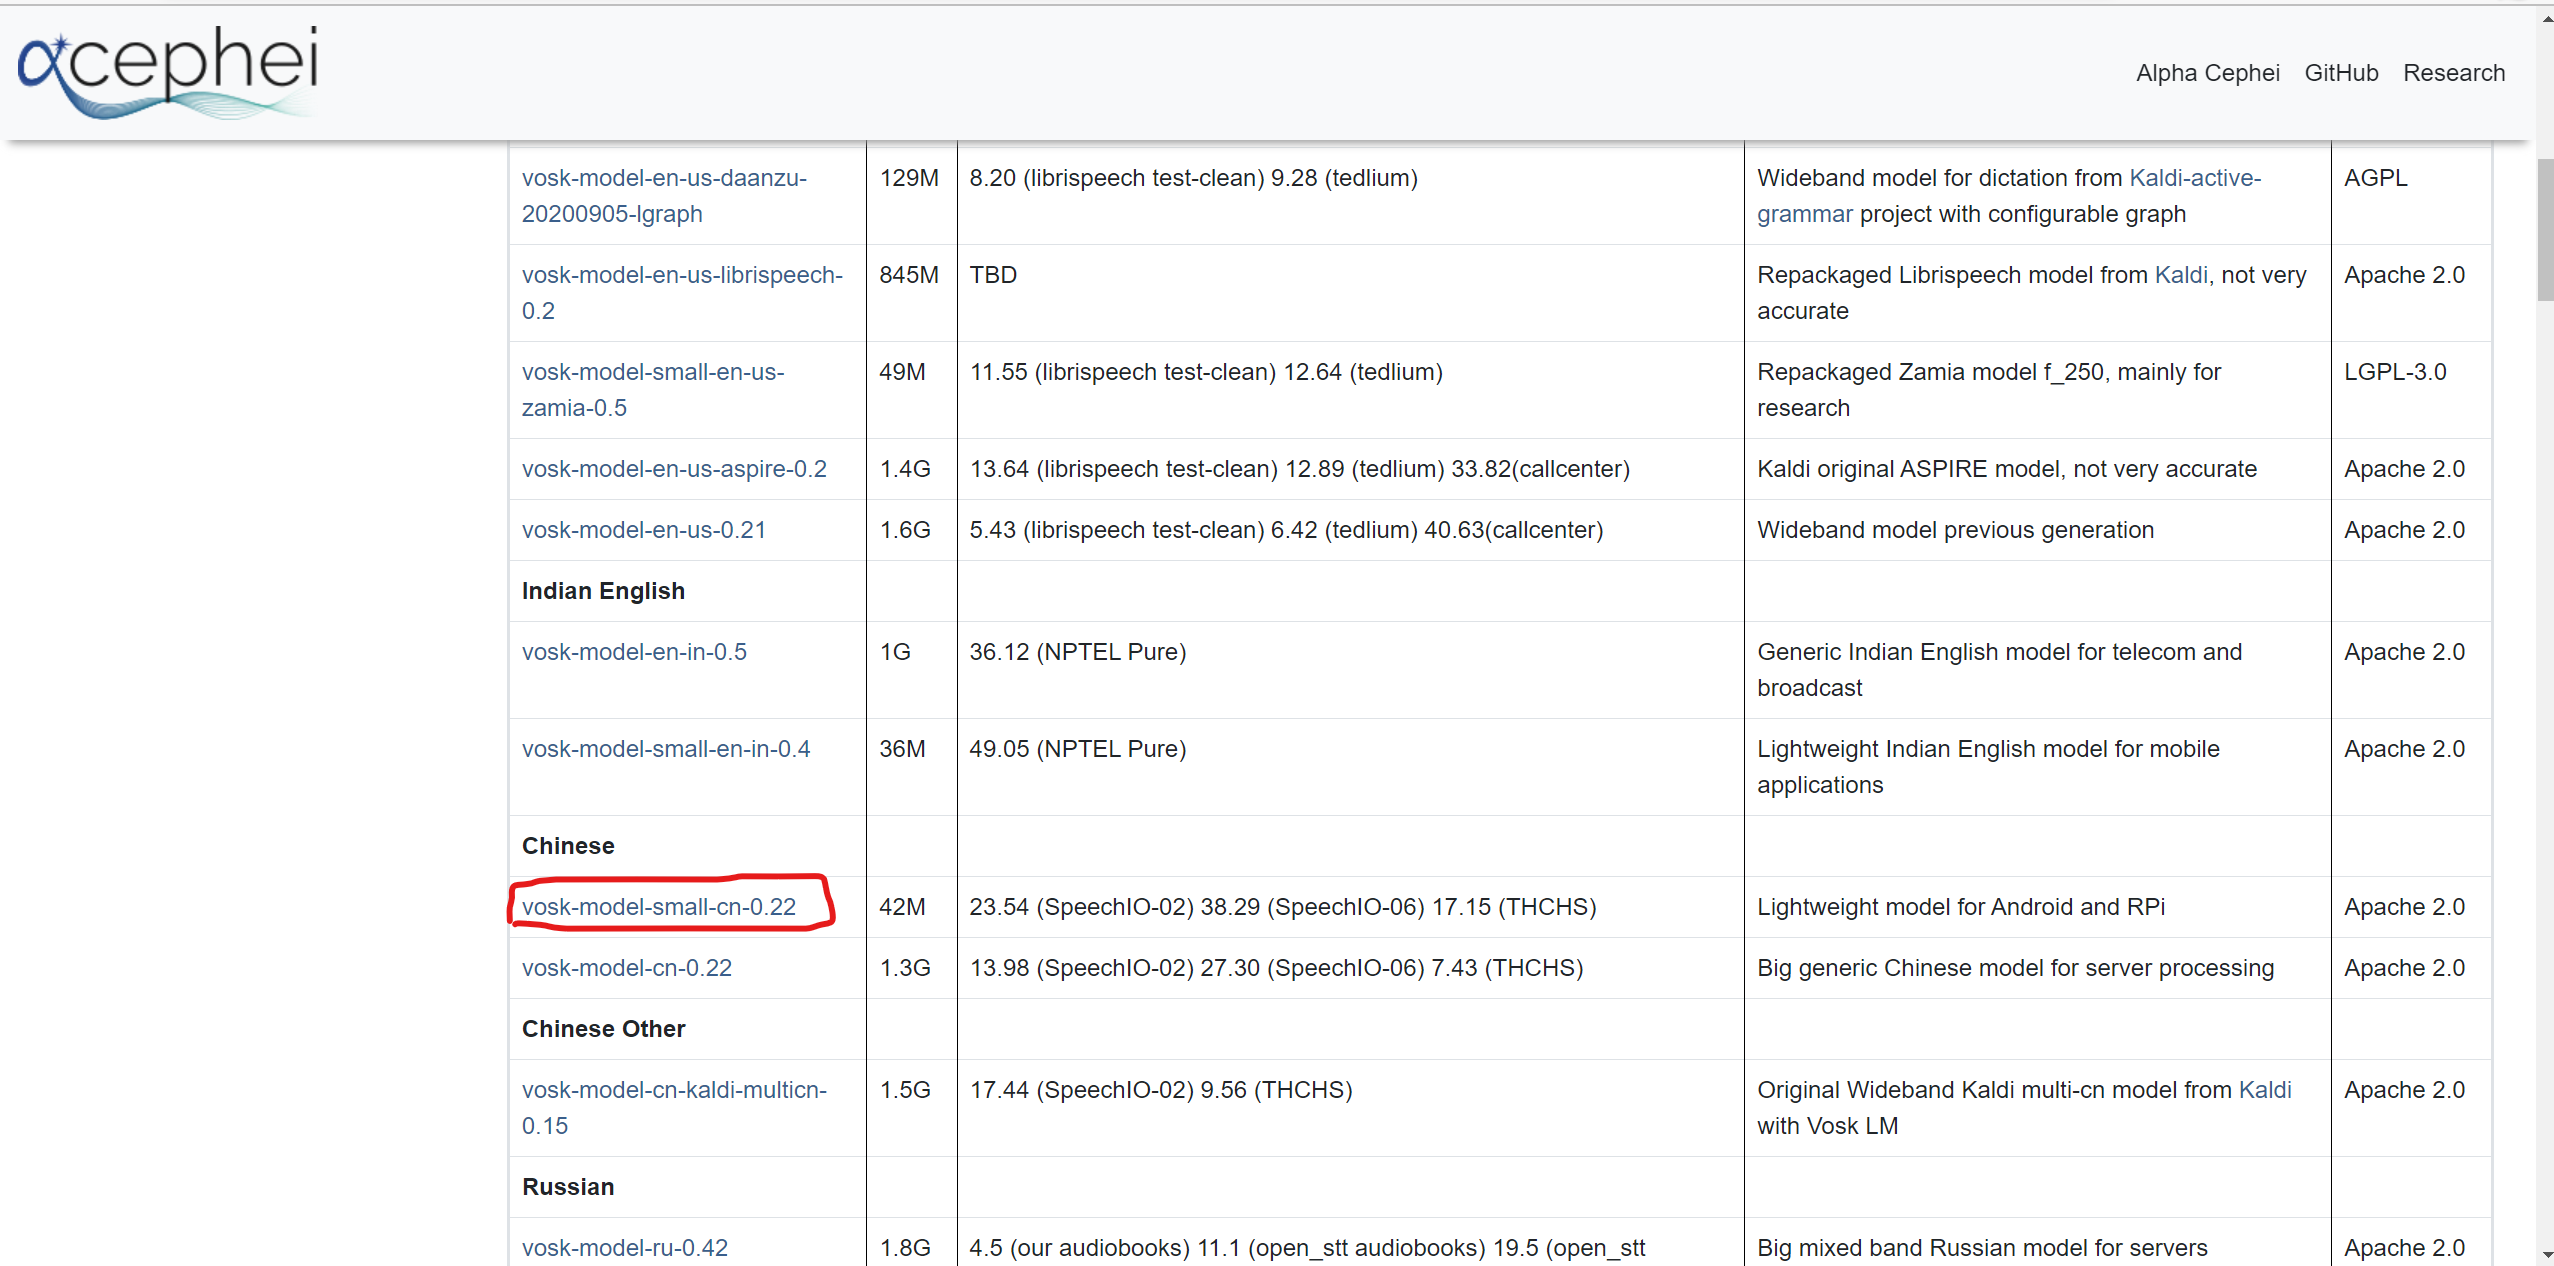 αcephei
Alpha Cephei GitHub Research
vosk-model-en-us-daanzu- 129M 8.20 (librispeech test-clean) 9.28 (tedlium) Wideband model for dictation from Kaldi-active- AGPL
20200905-lgraph grammar project with configurable graph
vosk-model-en-us-librispeech- 845M TBD Repackaged Librispeech model from Kaldi, not very Apache 2.0
0.2 accurate
vosk-model-small-en-us- 49M 11.55 (librispeech test-clean) 12.64 (tedlium) Repackaged Zamia model f_250, mainly for LGPL-3.0
zamia-0.5 research
vosk-model-en-us-aspire-0.2 1.4G 13.64 (librispeech test-clean) 12.89 (tedlium) 33.82(callcenter) Kaldi original ASPIRE model, not very accurate Apache 2.0
vosk-model-en-us-0.21 1.6G 5.43 (librispeech test-clean) 6.42 (tedlium) 40.63(callcenter) Wideband model previous generation Apache 2.0
Indian English
vosk-model-en-in-0.5 1G 36.12 (NPTEL Pure) Generic Indian English model for telecom and Apache 2.0
broadcast
vosk-model-small-en-in-0.4 36M 49.05 (NPTEL Pure) Lightweight Indian English model for mobile Apache 2.0
applications
Chinese
vosk-model-small-cn-0.22 42M 23.54 (SpeechIO-02) 38.29 (SpeechIO-06) 17.15 (THCHS) Lightweight model for Android and RPi Apache 2.0
vosk-model-cn-0.22 1.3G 13.98 (SpeechIO-02) 27.30 (SpeechIO-06) 7.43 (THCHS) Big generic Chinese model for server processing Apache 2.0
Chinese Other
vosk-model-cn-kaldi-multicn- 1.5G 17.44 (SpeechIO-02) 9.56 (THCHS) Original Wideband Kaldi multi-cn model from Kaldi Apache 2.0
0.15 with Vosk LM
Russian
vosk-model-ru-0.42 1.8G 4.5 (our audiobooks) 11.1 (open_stt audiobooks) 19.5 (open_stt Big mixed band Russian model for servers Apache 2.0